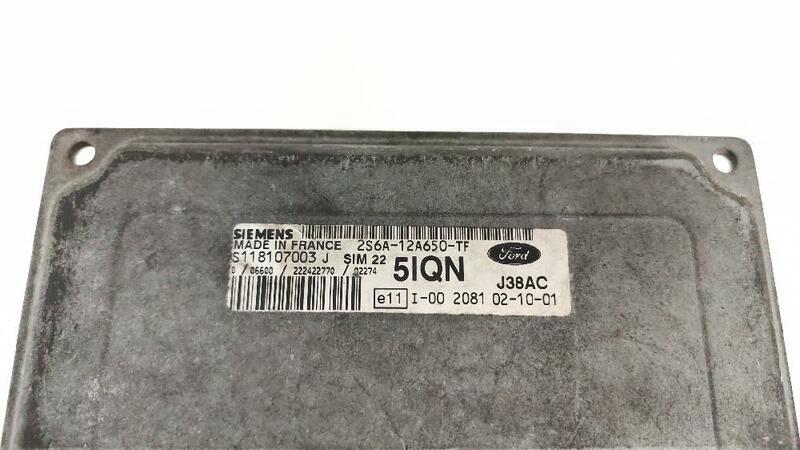 SIEMENS
MADE IN FRANCE 2S6A-12A650-TF
S118107003 J SIM 22 5IQN Ford J38AC
0 / 06600 / 222422770 / 02274
e11 I-00 2081 02-10-01